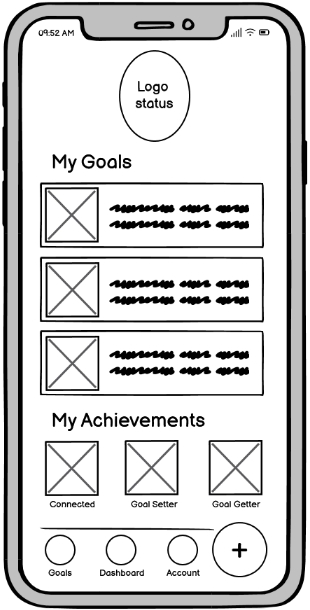 09:52 AM
Logo
status
My Goals
My Achievements
Connected
Goal Setter
Goal Getter
Goals
Dashboard
Account
+